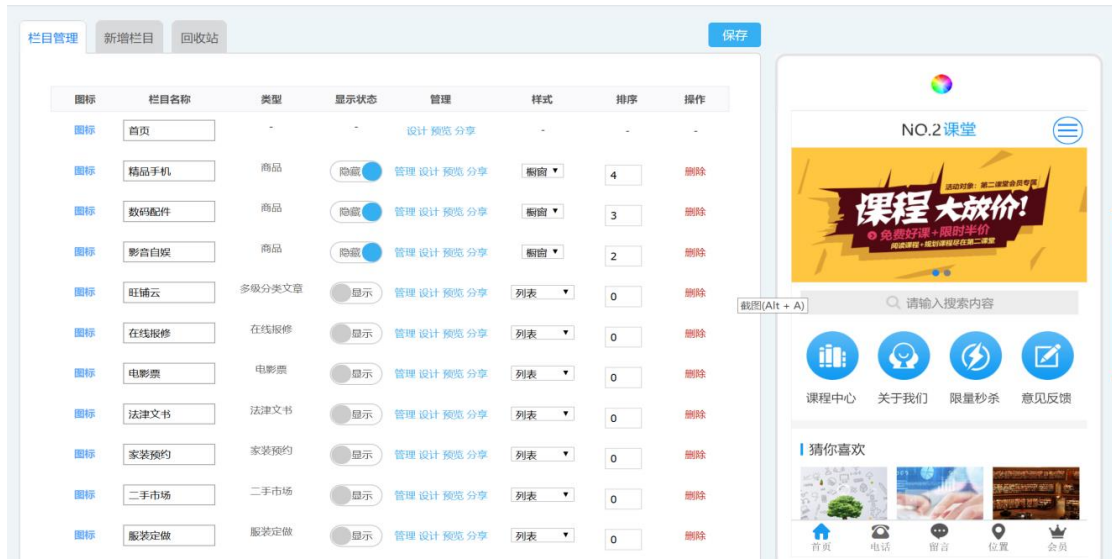 栏目管理 新增栏目 回收站 保存
图标 栏目名称 类型 显示状态 管理 样式 排序 操作
图标 首页 - - 设计 预览 分享 - - -
图标 精品手机 商品 隐藏 管理 设计 预览 分享 橱窗 4 删除
图标 数码配件 商品 隐藏 管理 设计 预览 分享 橱窗 3 删除
图标 影音自娱 商品 隐藏 管理 设计 预览 分享 橱窗 2 删除
图标 旺铺云 多级分类文章 显示 管理 设计 预览 分享 列表 0 删除
图标 在线报修 在线报修 显示 管理 设计 预览 分享 列表 0 删除
图标 电影票 电影票 显示 管理 设计 预览 分享 列表 0 删除
图标 法津文书 法津文书 显示 管理 设计 预览 分享 列表 0 删除
图标 家装预约 家装预约 显示 管理 设计 预览 分享 列表 0 删除
图标 二手市场 二手市场 显示 管理 设计 预览 分享 列表 0 删除
图标 服装定做 服装定做 显示 管理 设计 预览 分享 列表 0 删除
截图(Alt + A)
NO.2课堂
活动对象：第二课堂会员专属
课程大放价!
免费好课+限时半价
阅读课程+规划课程尽在第二课堂
请输入搜索内容
课程中心 关于我们 限量秒杀 意见反馈
猜你喜欢
首页 电话 留言 位置 会员